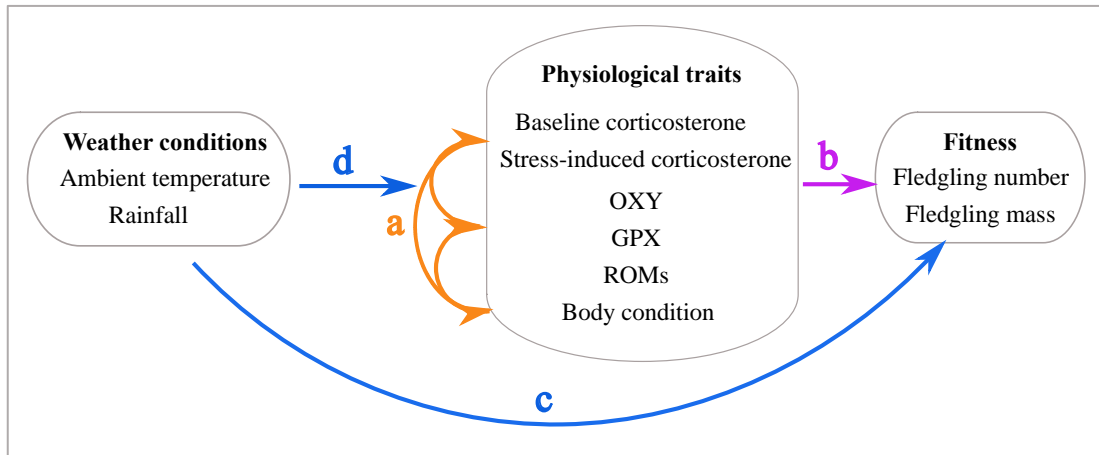 Weather conditions
Ambient temperature
Rainfall
d
a
Physiological traits
Baseline corticosterone
Stress-induced corticosterone
OXY
GPX
ROMs
Body condition
b
Fitness
Fledgling number
Fledgling mass
c